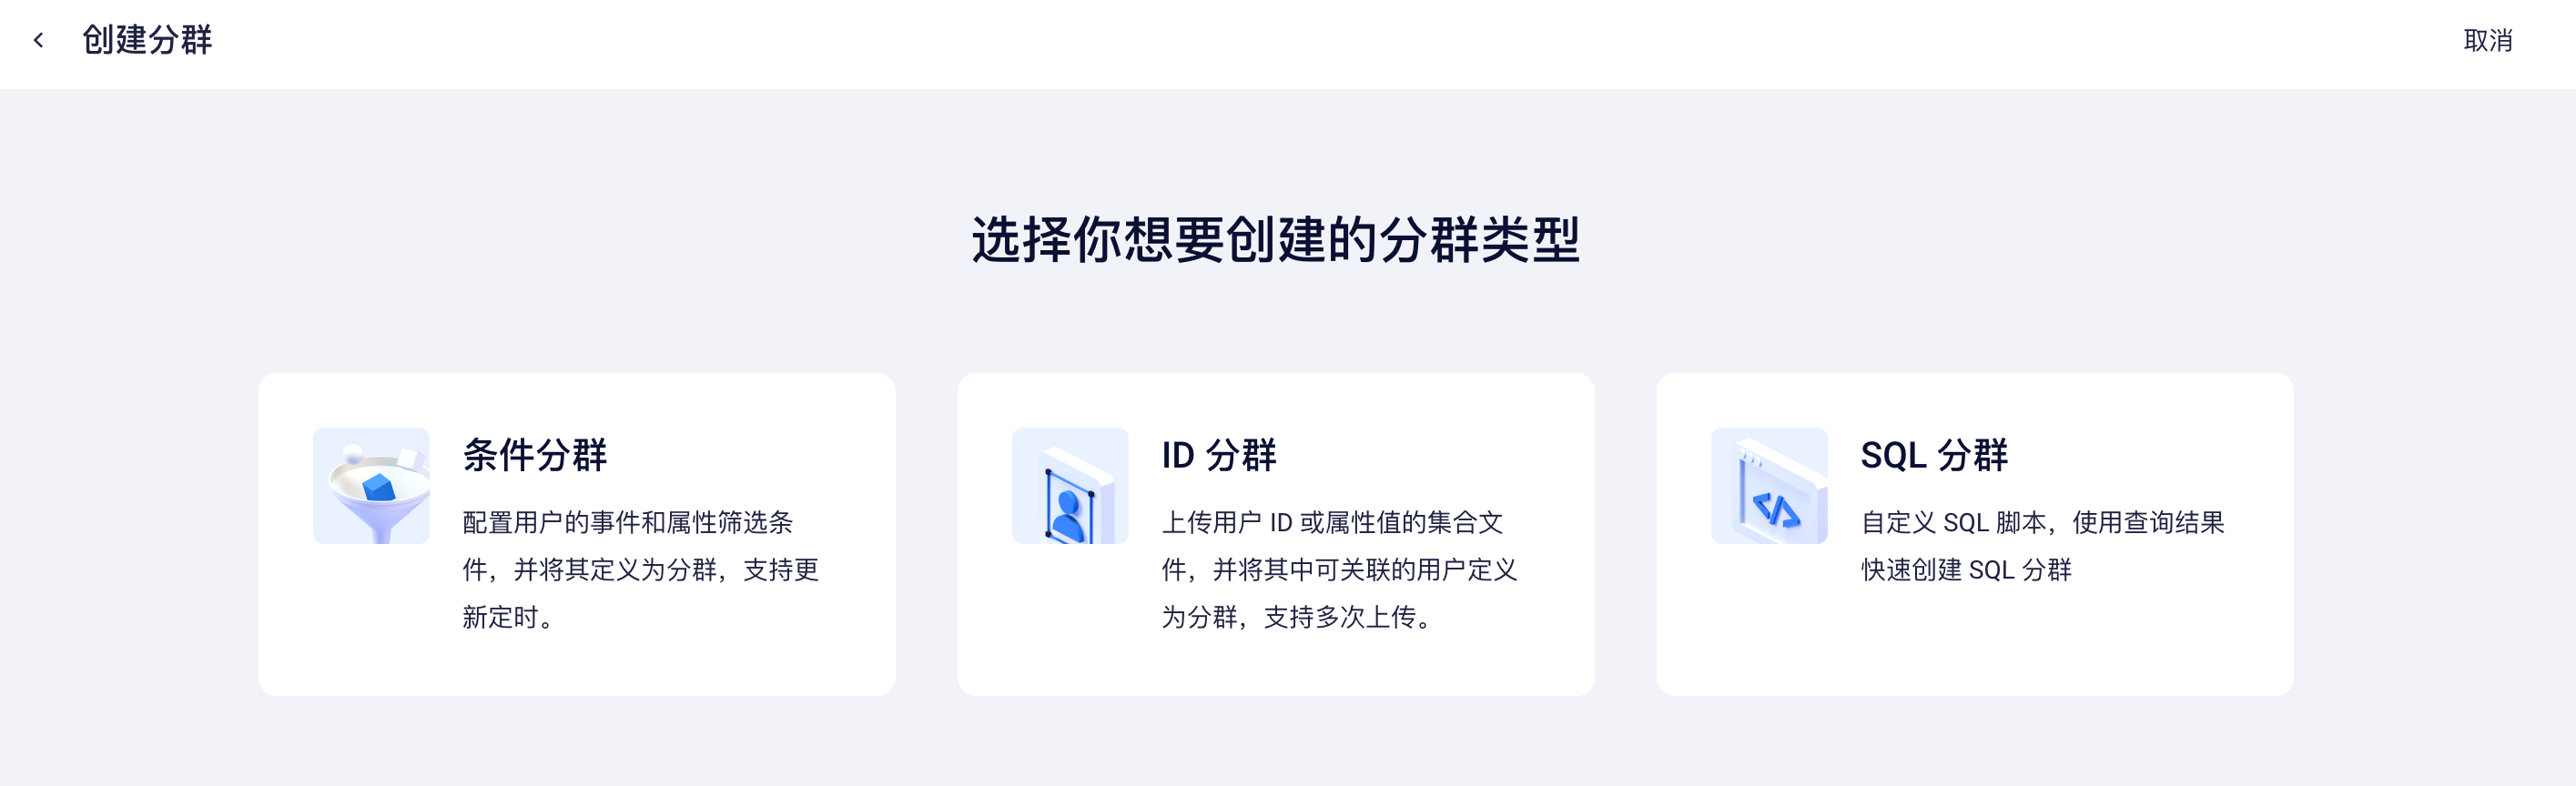 创建分群
取消
选择你想要创建的分群类型
条件分群
配置用户的事件和属性筛选条
件，并将其定义为分群，支持更
新定时。
ID 分群
上传用户 ID 或属性值的集合文
件，并将其中可关联的用户定义
为分群，支持多次上传。
SQL 分群
自定义 SQL 脚本，使用查询结果
快速创建 SQL 分群